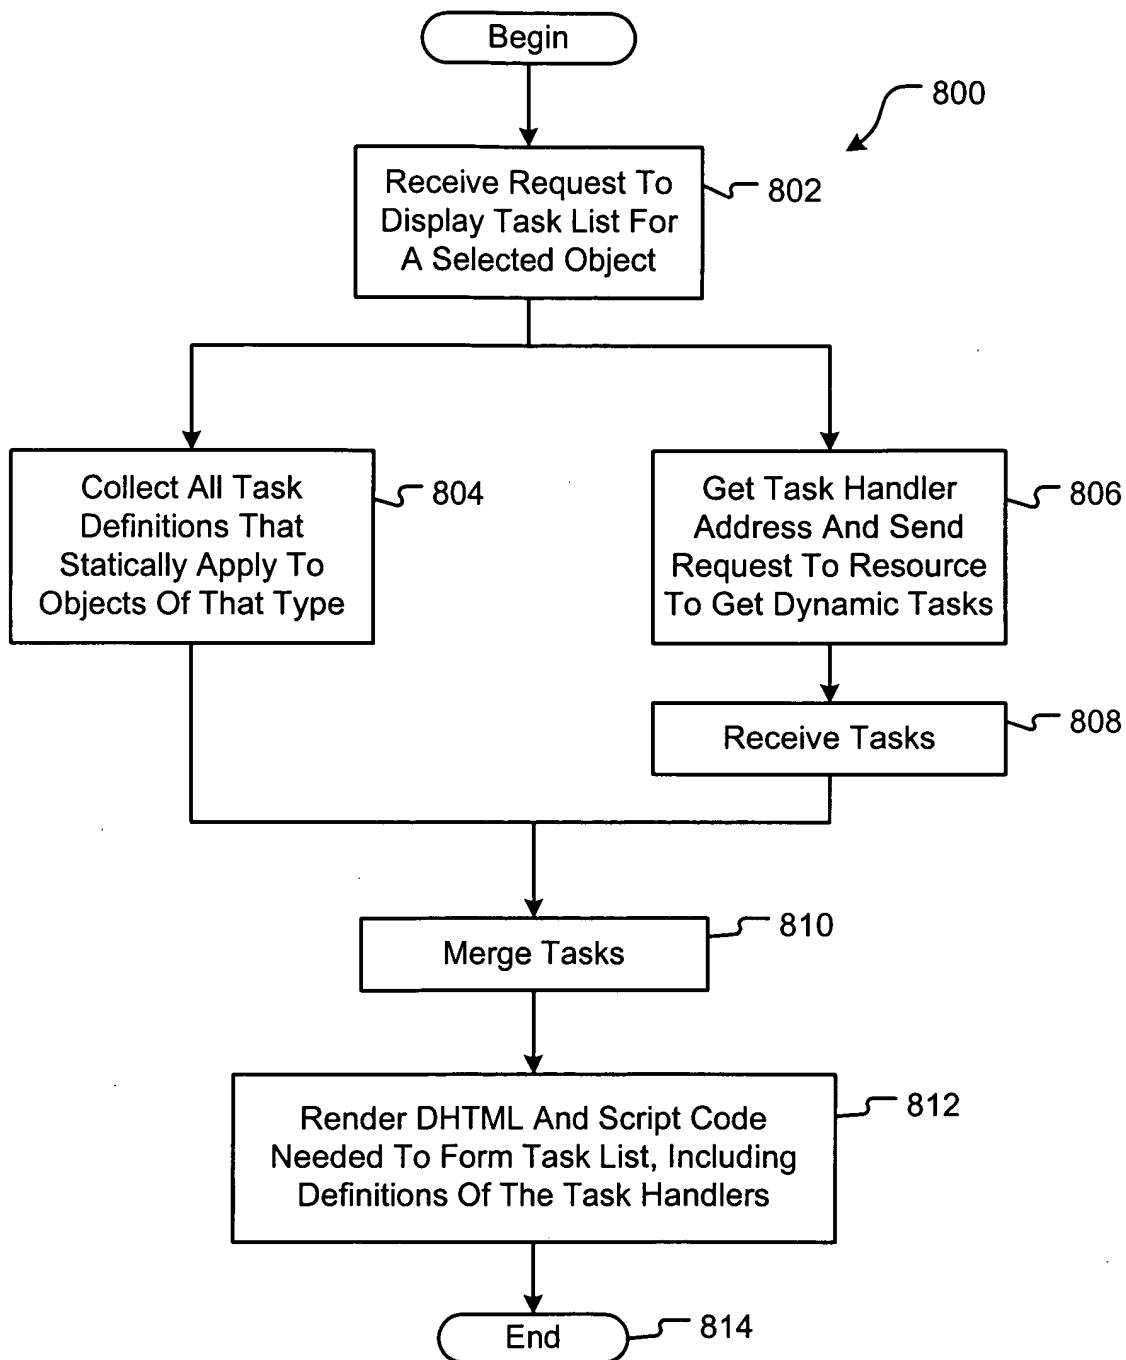 Begin
800
Receive Request To
Display Task List For
A Selected Object
802
Collect All Task
Definitions That
Statically Apply To
Objects Of That Type
804
Get Task Handler
Address And Send
Request To Resource
To Get Dynamic Tasks
806
Receive Tasks
808
Merge Tasks
810
Render DHTML And Script Code
Needed To Form Task List, Including
Definitions Of The Task Handlers
812
End
814